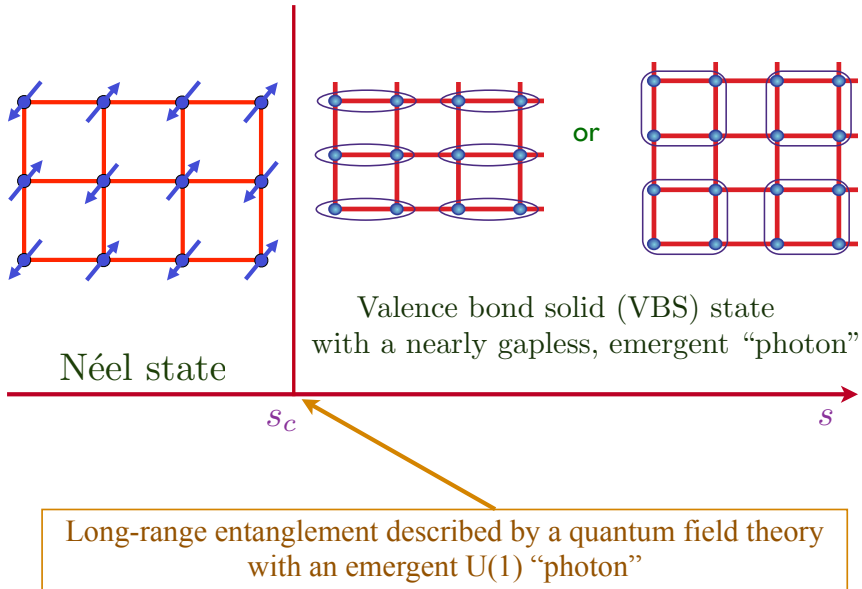 or
Valence bond solid (VBS) state
with a nearly gapless, emergent “photon”
Néel state
s_c
s
Long-range entanglement described by a quantum field theory
with an emergent U(1) “photon”